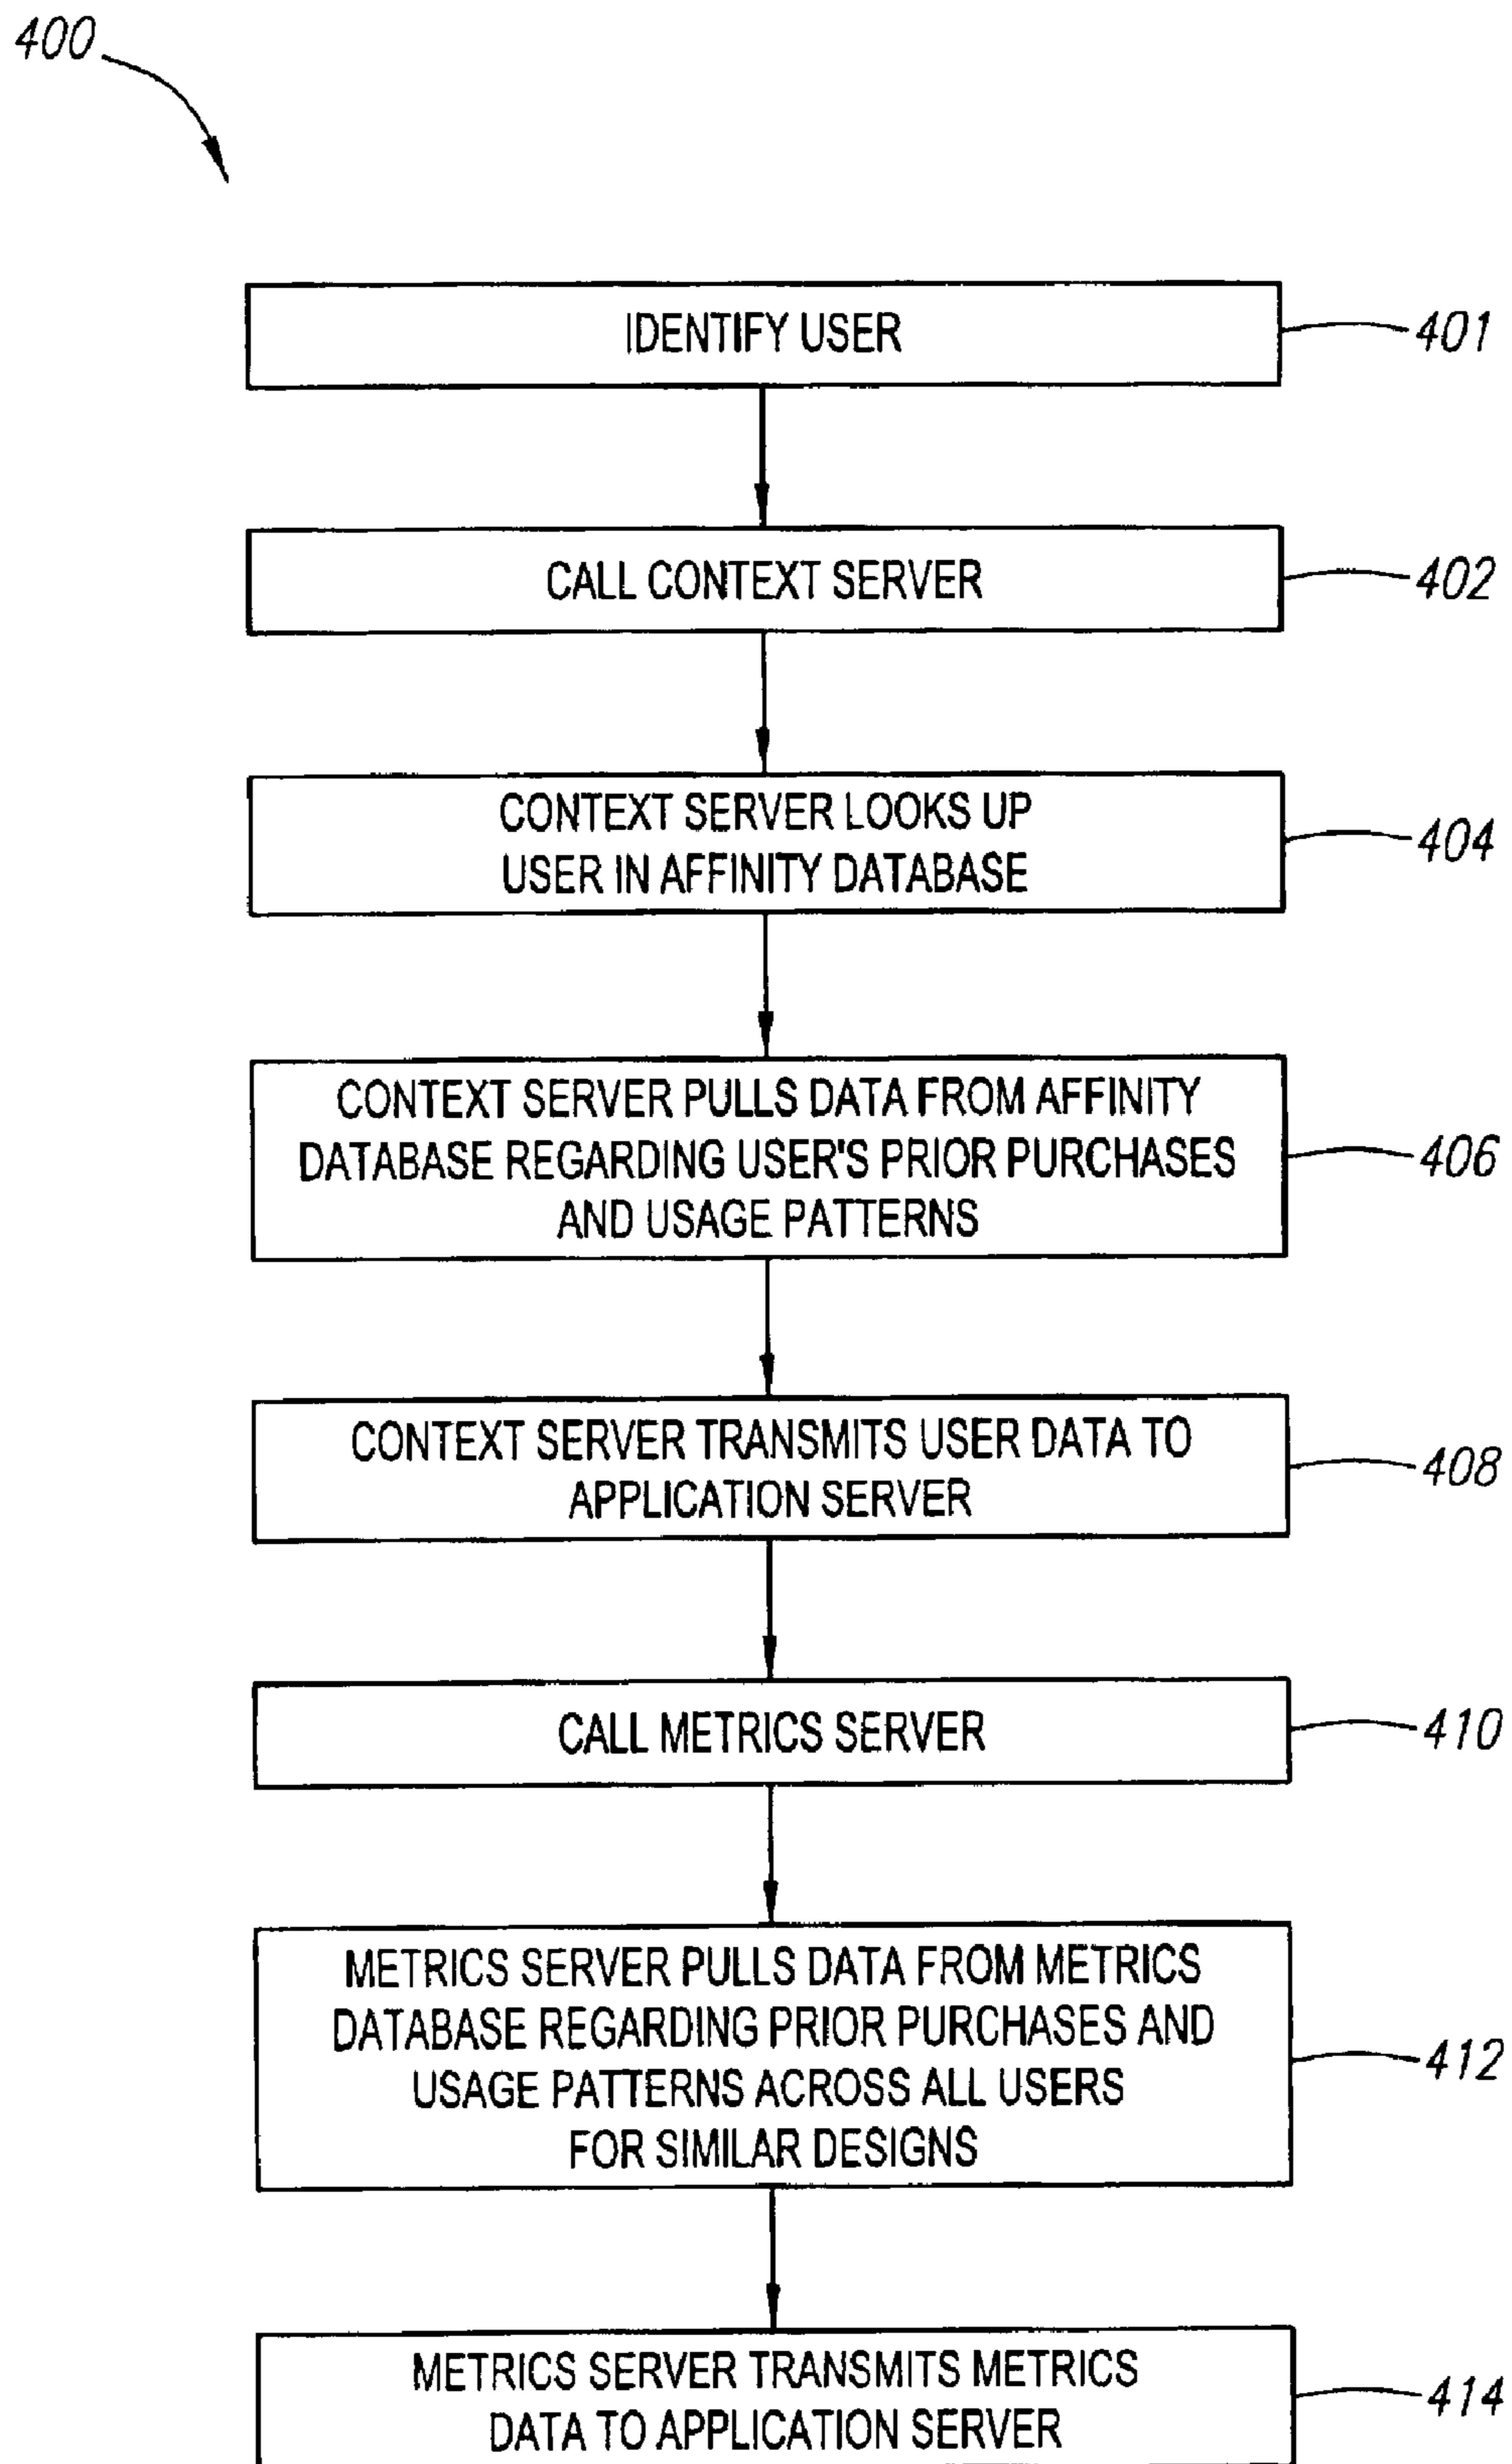 400
IDENTIFY USER
401
CALL CONTEXT SERVER
402
CONTEXT SERVER LOOKS UP
USER IN AFFINITY DATABASE
404
CONTEXT SERVER PULLS DATA FROM AFFINITY
DATABASE REGARDING USER'S PRIOR PURCHASES
AND USAGE PATTERNS
406
CONTEXT SERVER TRANSMITS USER DATA TO
APPLICATION SERVER
408
CALL METRICS SERVER
410
METRICS SERVER PULLS DATA FROM METRICS
DATABASE REGARDING PRIOR PURCHASES AND
USAGE PATTERNS ACROSS ALL USERS
FOR SIMILAR DESIGNS
412
METRICS SERVER TRANSMITS METRICS
DATA TO APPLICATION SERVER
414